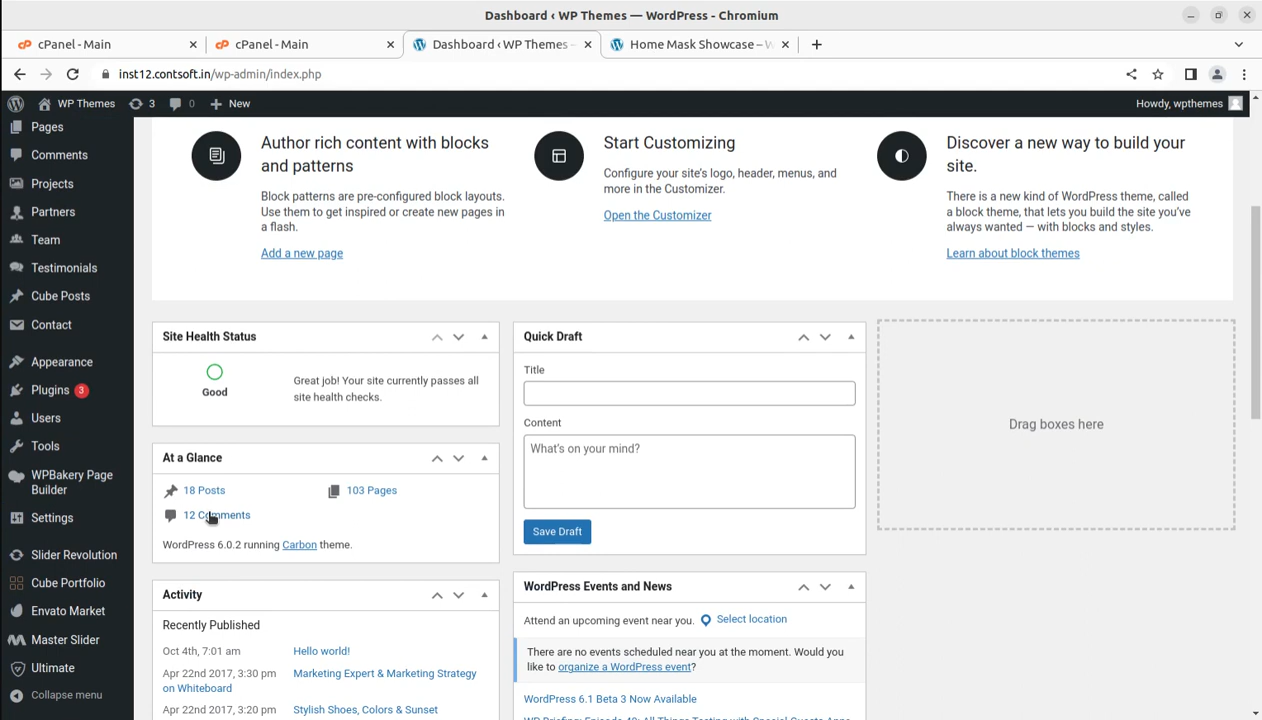 Dashboard ‹ WP Themes — WordPress - Chromium
cPanel - Main
cPanel - Main
Dashboard ‹ WP Themes -
Home Mask Showcase –
inst12.contsoft.in/wp-admin/index.php
WP Themes
3
0
New
Howdy, wpthemes
Pages
Comments
Projects
Partners
Team
Testimonials
Cube Posts
Contact
Appearance
Plugins 3
Users
Tools
WPBakery Page
Builder
Settings
Slider Revolution
Cube Portfolio
Envato Market
Master Slider
Ultimate
Collapse menu
Author rich content with blocks
and patterns
Block patterns are pre-configured block layouts.
Use them to get inspired or create new pages in
a flash.
Add a new page
Start Customizing
Configure your site's logo, header, menus, and
more in the Customizer.
Open the Customizer
Discover a new way to build your
site.
There is a new kind of WordPress theme, called
a block theme, that lets you build the site you've
always wanted — with blocks and styles.
Learn about block themes
Site Health Status
Good
Great job! Your site currently passes all
site health checks.
At a Glance
18 Posts
103 Pages
12 Comments
WordPress 6.0.2 running Carbon theme.
Activity
Recently Published
Oct 4th, 7:01 am
Hello world!
Apr 22nd 2017, 3:30 pm
Marketing Expert & Marketing Strategy
on Whiteboard
Apr 22nd 2017, 3:20 pm
Stylish Shoes, Colors & Sunset
Quick Draft
Title
Content
What's on your mind?
Save Draft
WordPress Events and News
Attend an upcoming event near you.
Select location
There are no events scheduled near you at the moment. Would you
like to organize a WordPress event?
WordPress 6.1 Beta 3 Now Available
Drag boxes here